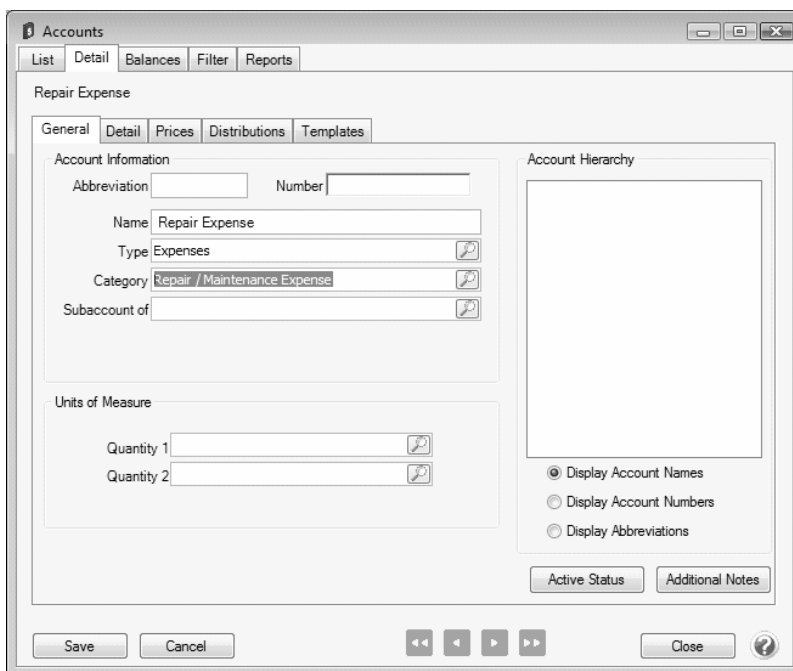 Accounts
List Detail Balances Filter Reports
Repair Expense
General Detail Prices Distributions Templates
Account Information
Abbreviation Number
Name Repair Expense
Type Expenses
Category Repair / Maintenance Expense
Subaccount of
Units of Measure
Quantity 1
Quantity 2
Account Hierarchy
Display Account Names
Display Account Numbers
Display Abbreviations
Active Status Additional Notes
Save Cancel Close ?